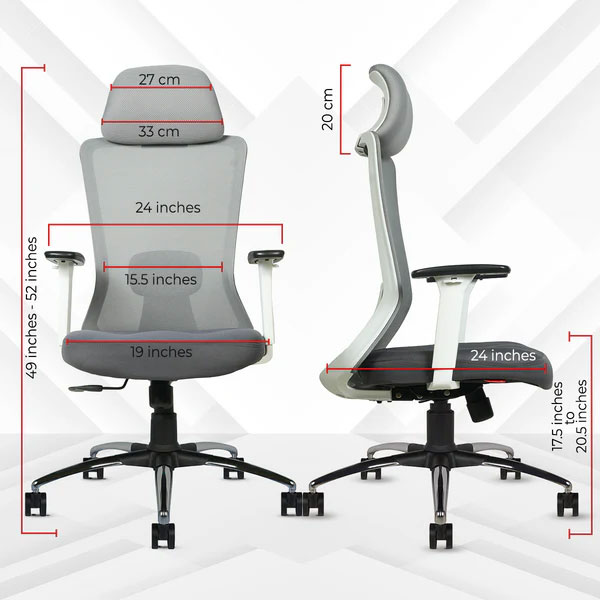 27 cm
33 cm
24 inches
15.5 inches
19 inches
49 inches - 52 inches
20 cm
24 inches
17.5 inches
to
20.5 inches